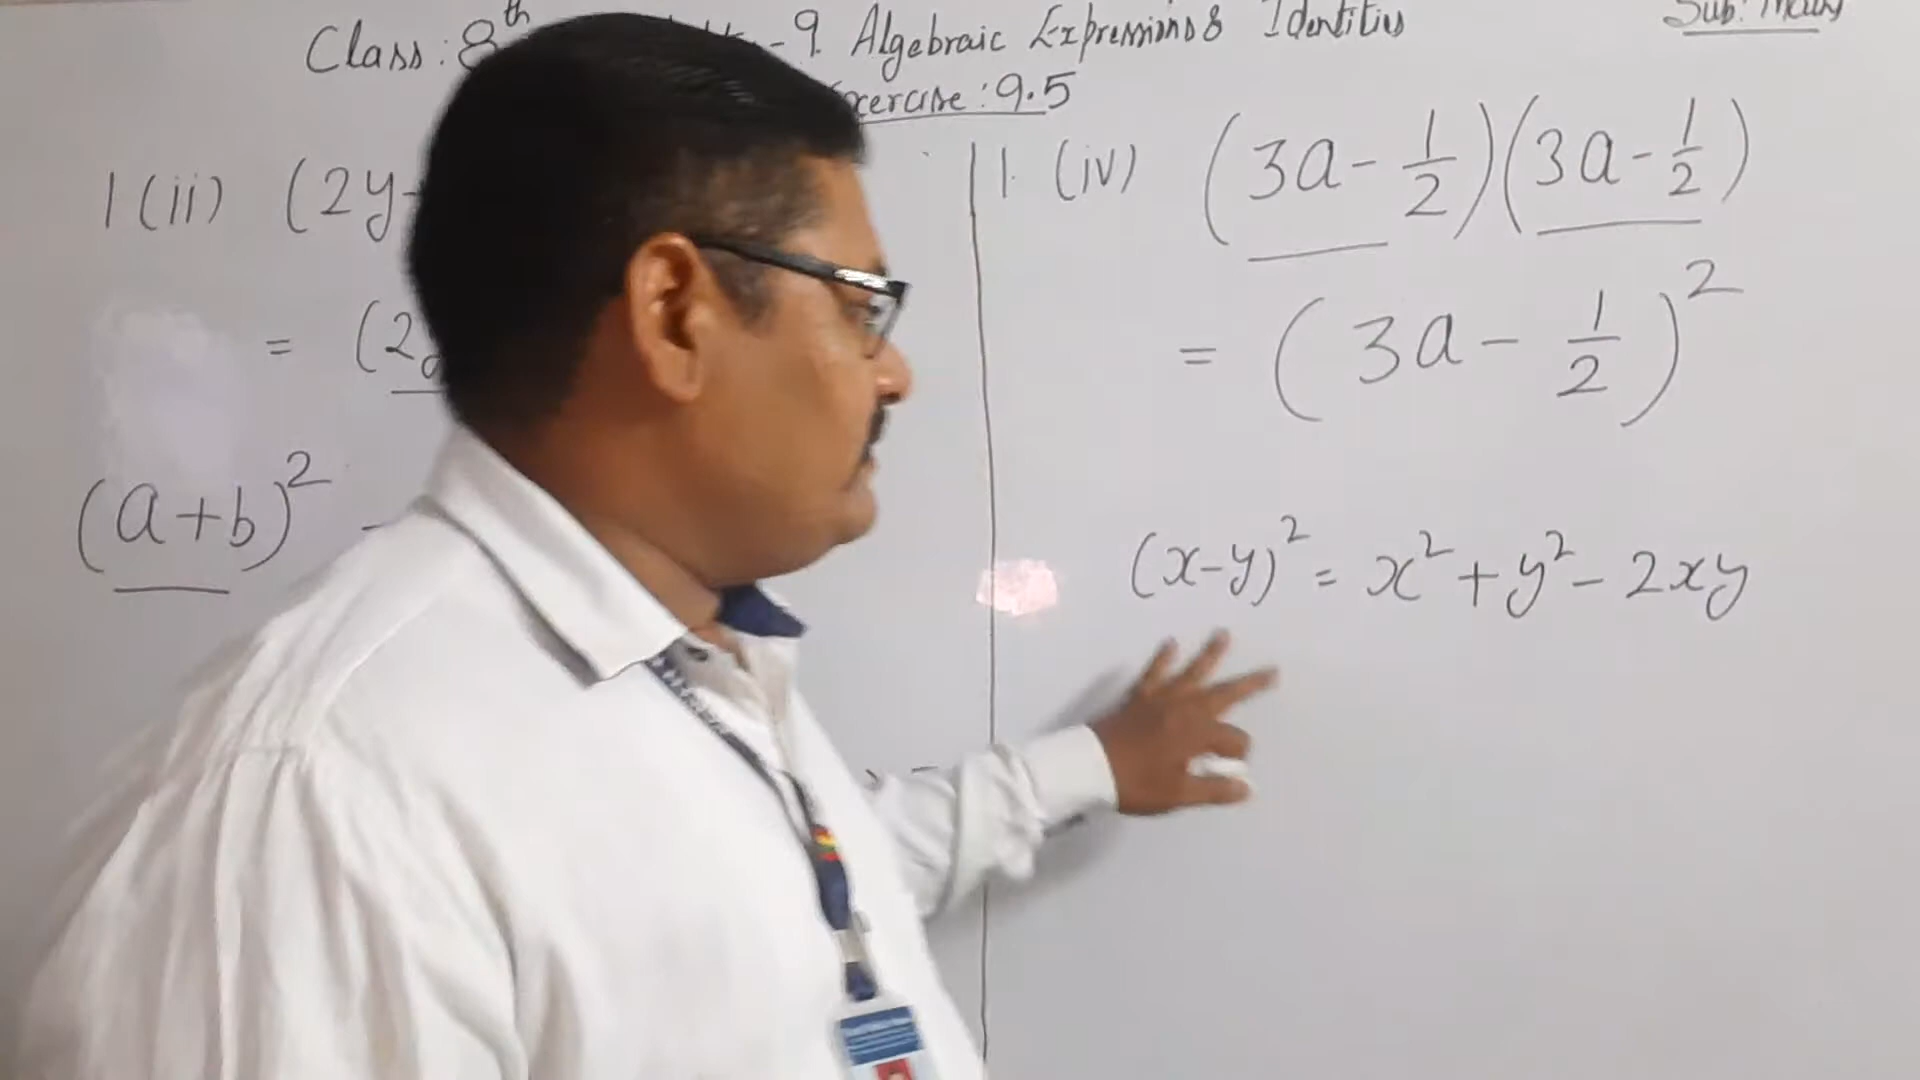 Class: 8th -9. Algebraic Expressions & Identities
Sub: Maths
Exercise: 9.5
1 (ii) (2y
= (2y
(a+b)² -
1. (iv) (3a - 1/2)(3a - 1/2)
= (3a - 1/2)²
(x-y)² = x² + y² - 2xy